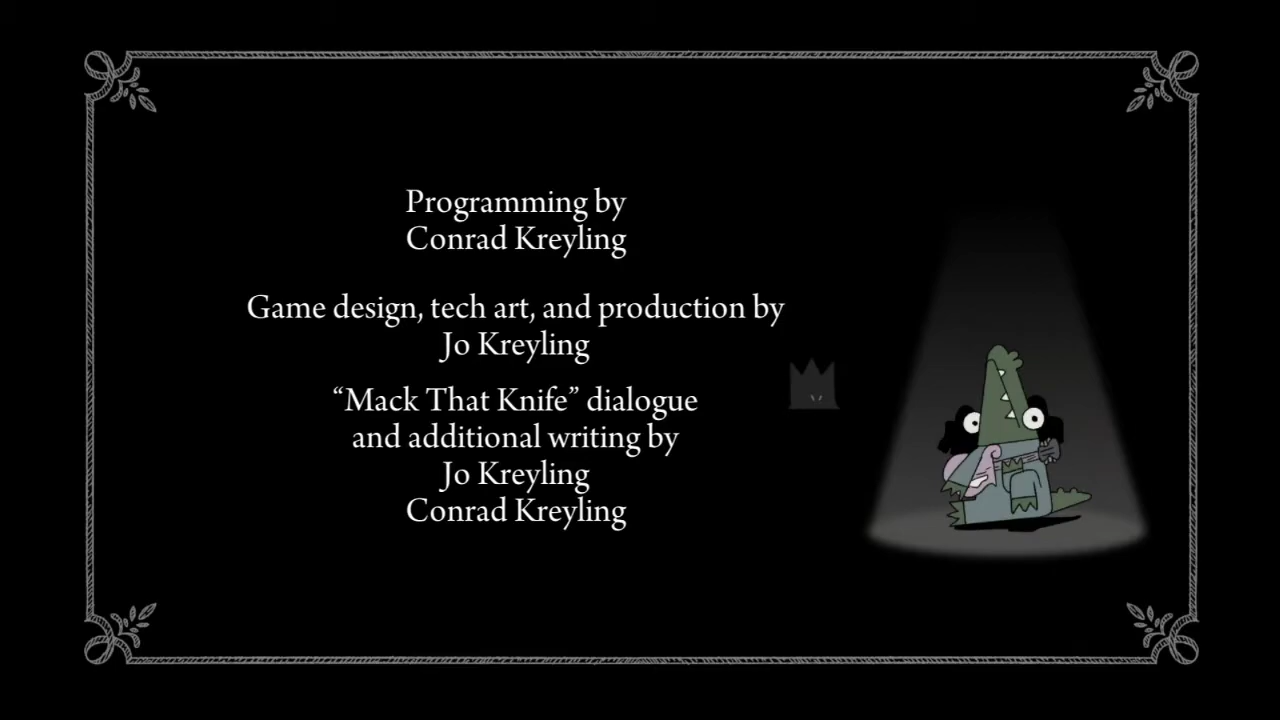 Programming by
Conrad Kreyling
Game design, tech art, and production by
Jo Kreyling
“Mack That Knife” dialogue
and additional writing by
Jo Kreyling
Conrad Kreyling